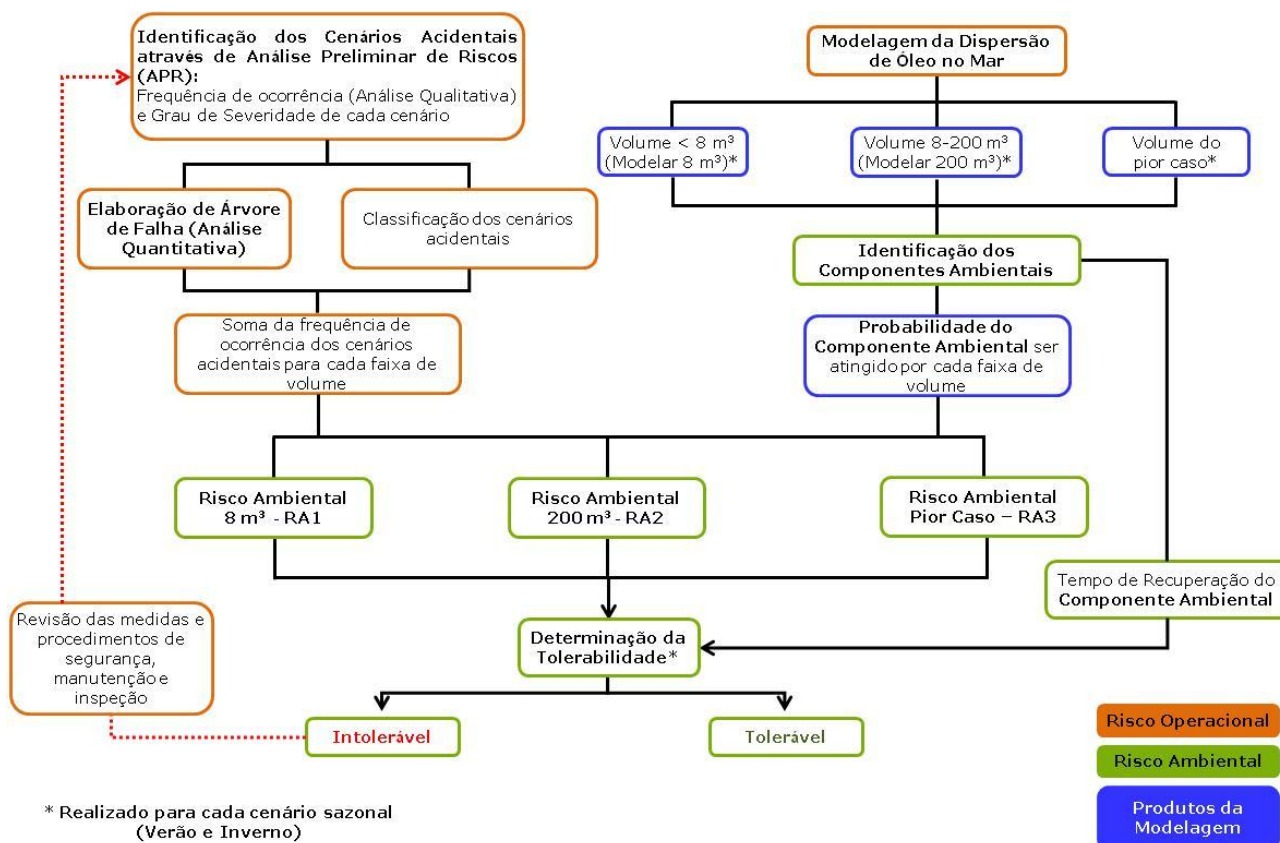 Identificação dos Cenários Acidentais
através de Análise Preliminar de Riscos
(APR):
Frequência de ocorrência (Análise Qualitativa)
e Grau de Severidade de cada cenário
Modelagem da Dispersão
de Óleo no Mar
Volume < 8 m³
(Modelar 8 m³)*
Volume 8-200 m³
(Modelar 200 m³)*
Volume do
pior caso*
Elaboração de Árvore
de Falha (Análise
Quantitativa)
Classificação dos cenários
acidentais
Identificação dos
Componentes Ambientais
Soma da frequência de
ocorrência dos cenários
acidentais para cada faixa de
volume
Probabilidade do
Componente Ambiental ser
atingido por cada faixa de
volume
Risco Ambiental
8 m³ - RA1
Risco Ambiental
200 m³ - RA2
Risco Ambiental
Pior Caso – RA3
Tempo de Recuperação do
Componente Ambiental
Revisão das medidas e
procedimentos de
segurança,
manutenção e
inspeção
Determinação da
Tolerabilidade*
Intolerável
Tolerável
Risco Operacional
Risco Ambiental
Produtos da
Modelagem
* Realizado para cada cenário sazonal
(Verão e Inverno)